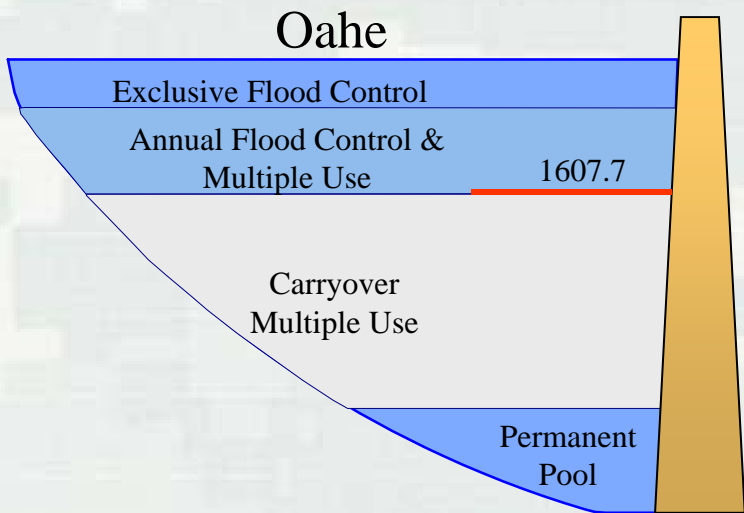 Oahe
Exclusive Flood Control
Annual Flood Control &
Multiple Use
1607.7
Carryover
Multiple Use
Permanent
Pool